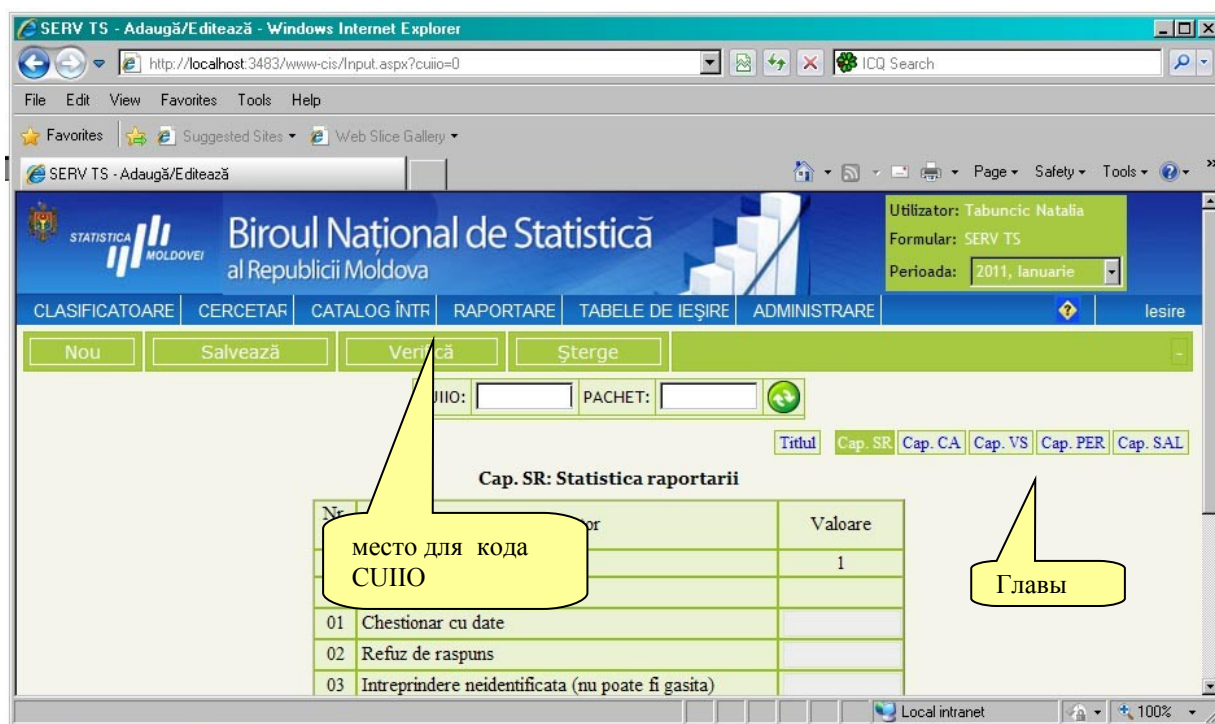 SERV TS - Adaugă/Editează - Windows Internet Explorer
http://localhost:3483/www-cis/Input.aspx?cuiio=0
ICQ Search
File Edit View Favorites Tools Help
Favorites Suggested Sites Web Slice Gallery
SERV TS - Adaugă/Editează
Page Safety Tools
STATISTICA MOLDOVEI
Biroul Național de Statistică
al Republicii Moldova
Utilizator: Tabuncic Natalia
Formular: SERV TS
Perioada: 2011, Ianuarie
CLASIFICATOARE CERCETAR CATALOG ÎNTR RAPORTARE TABELE DE IEŞIRE ADMINISTRARE Iesire
Nou Salvează Verifică Şterge
UIIO: PACHET:
Titlul Cap. SR Cap. CA Cap. VS Cap. PER Cap. SAL
Cap. SR: Statistica raportarii
Nr or Valoare
1
место для кода
CUIIO
Главы
01 Chestionar cu date
02 Refuz de raspuns
03 Intreprindere neidentificata (nu poate fi gasita)
Local intranet 100%